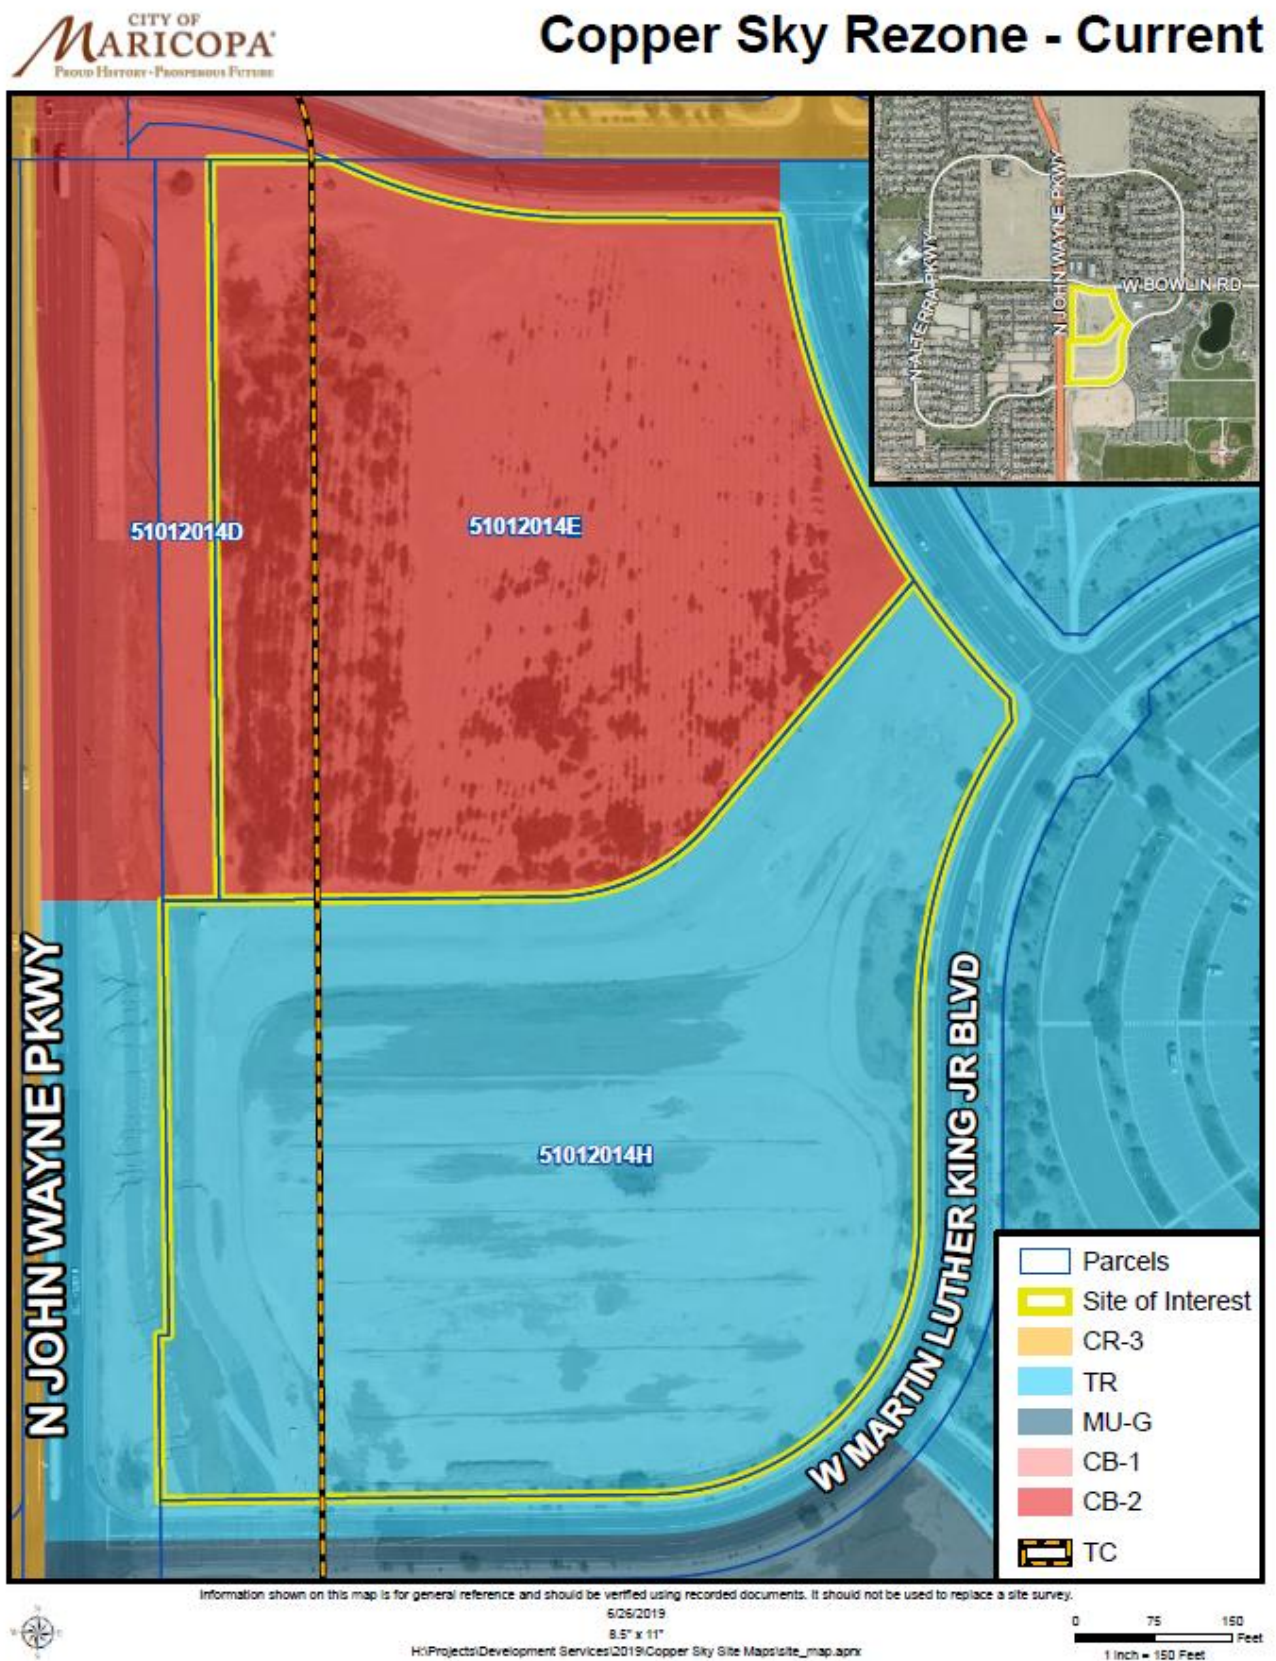 CITY OF
MARICOPA
PROUD HISTORY - PROSPEROUS FUTURE
Copper Sky Rezone - Current
N ALTERRA PKWY
N JOHN WAYNE PKWY
W BOWLIN RD
51012014D
51012014E
51012014H
N JOHN WAYNE PKWY
W MARTIN LUTHER KING JR BLVD
Parcels
Site of Interest
CR-3
TR
MU-G
CB-1
CB-2
TC
Information shown on this map is for general reference and should be verified using recorded documents. It should not be used to replace a site survey.
6/26/2019
8.5" x 11"
H:\Projects\Development Services\2019\Copper Sky Site Maps\site_map.aprx
0 75 150
Feet
1 inch = 150 Feet